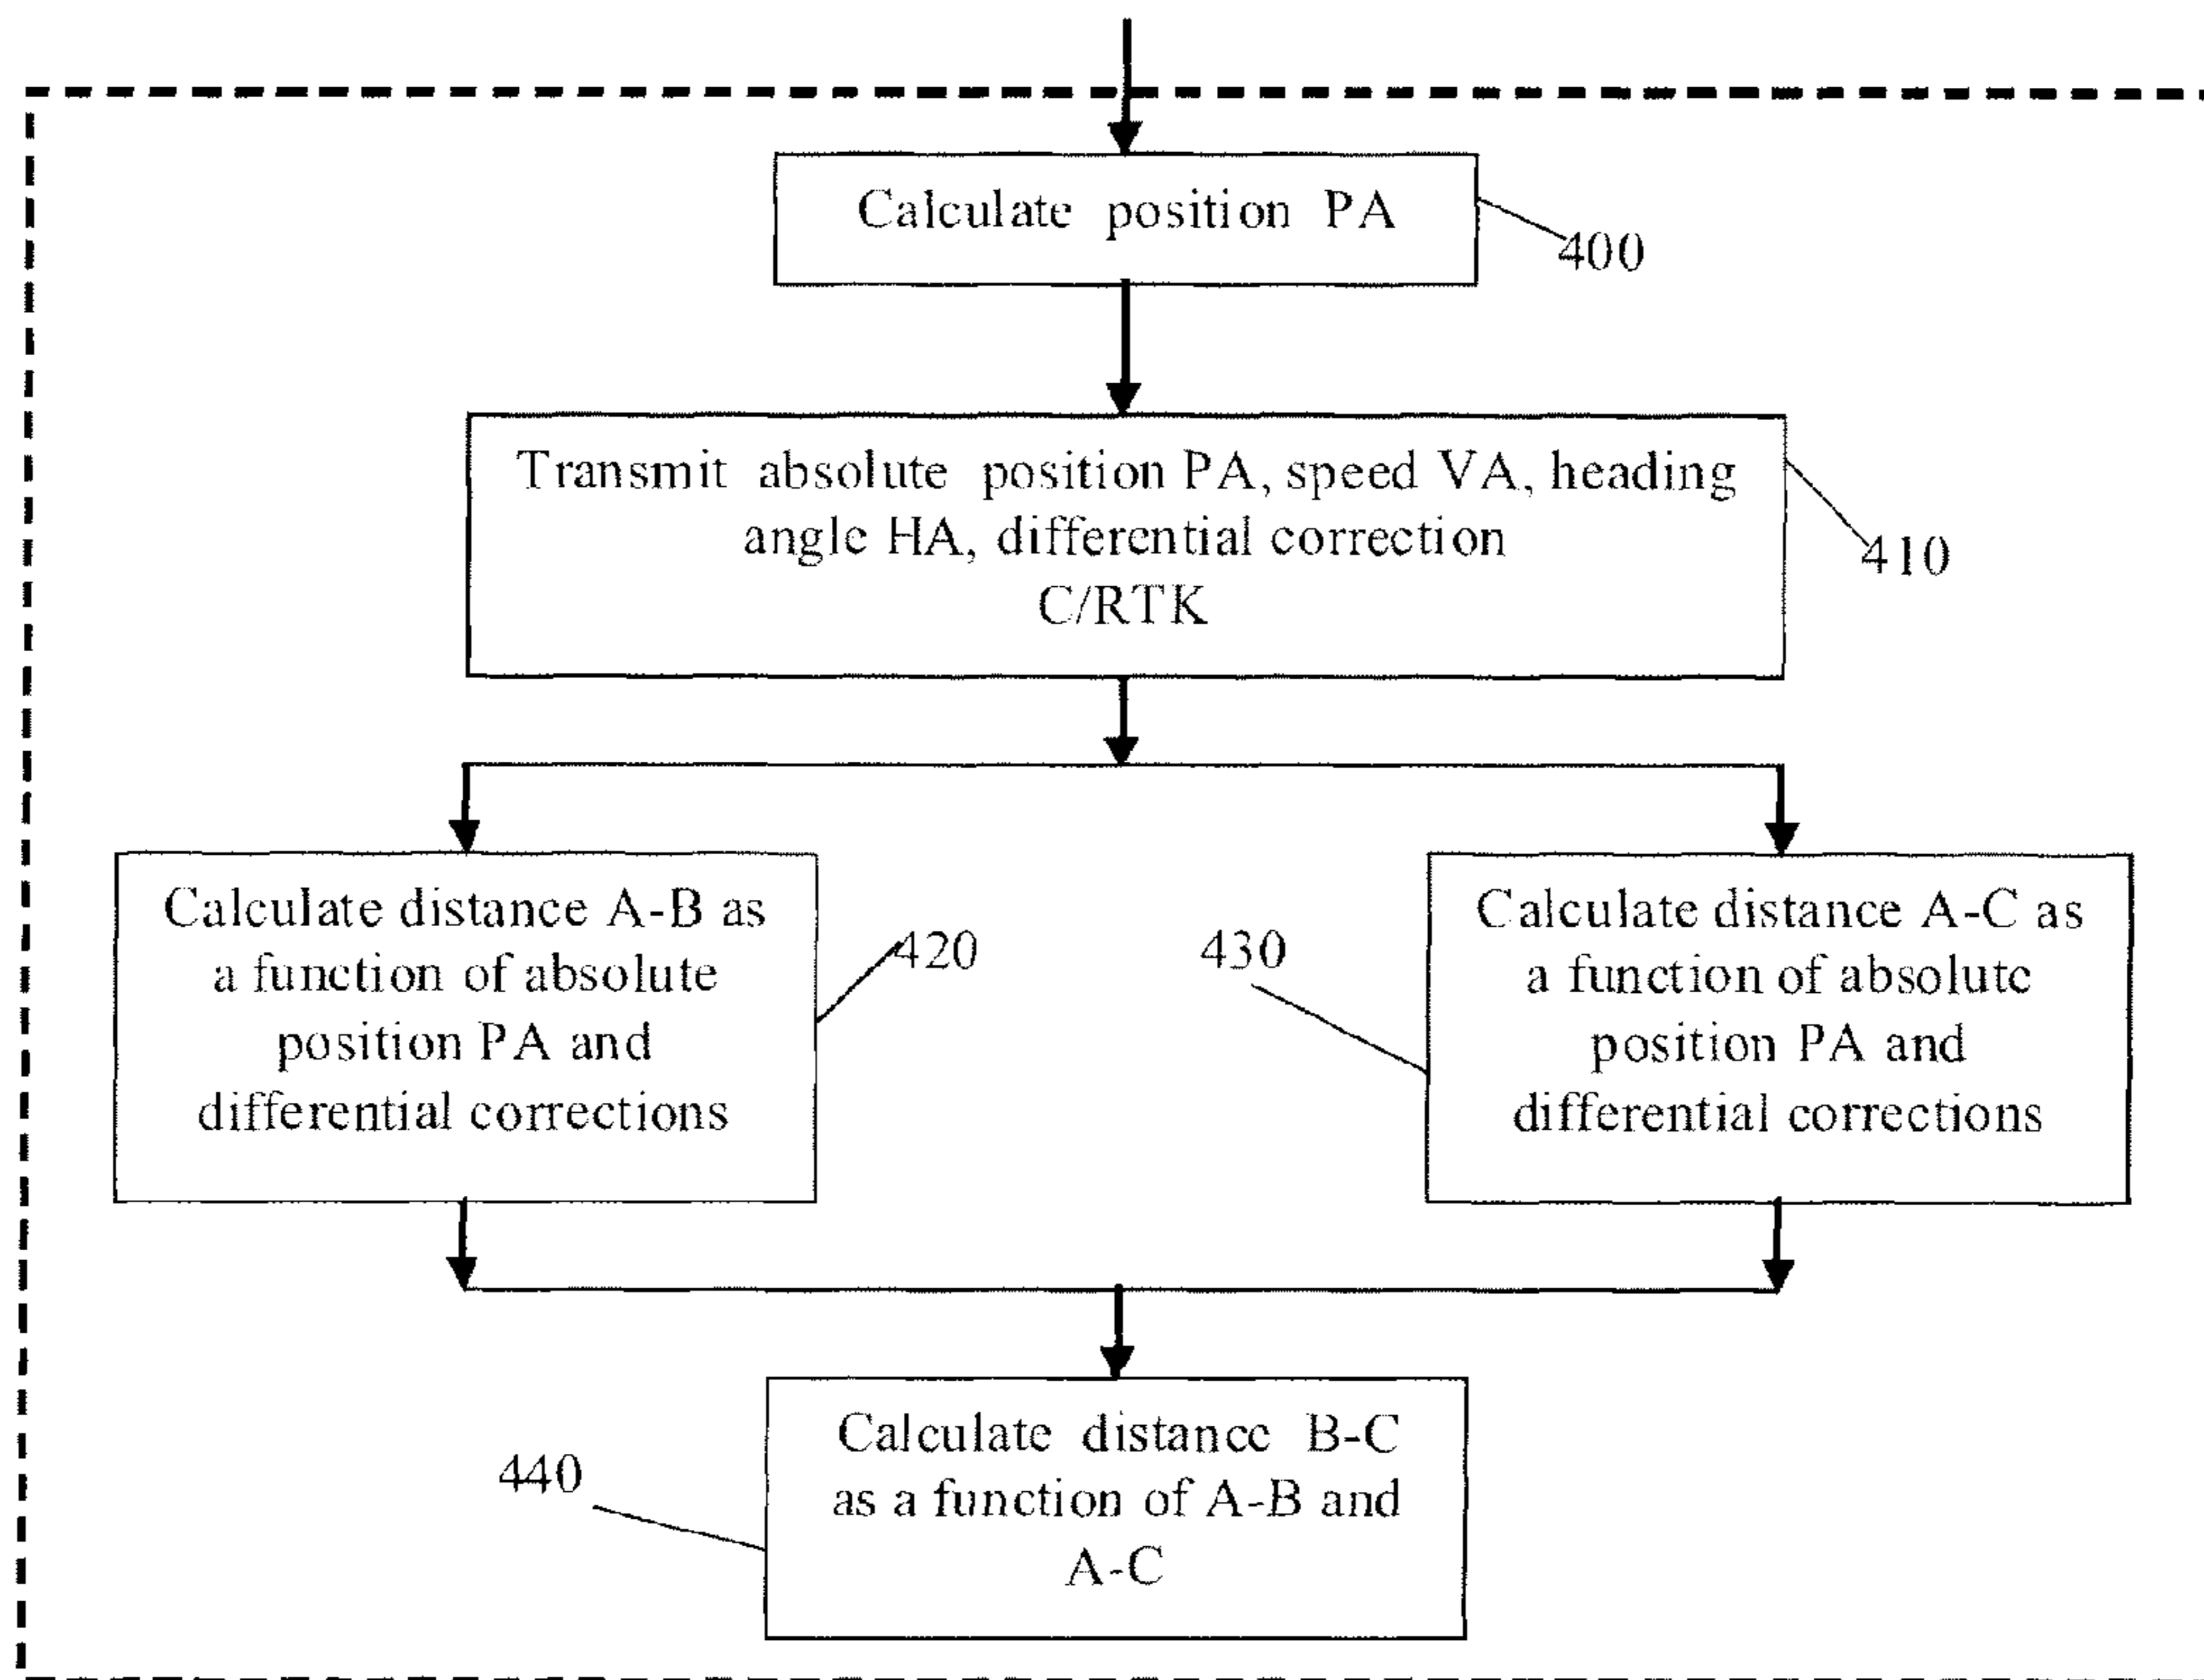 Calculate position PA
400
Transmit absolute position PA, speed VA, heading
angle HA, differential correction
C/RTK
410
Calculate distance A-B as
a function of absolute
position PA and
differential corrections
420
430
Calculate distance A-C as
a function of absolute
position PA and
differential corrections
440
Calculate distance B-C
as a function of A-B and
A-C